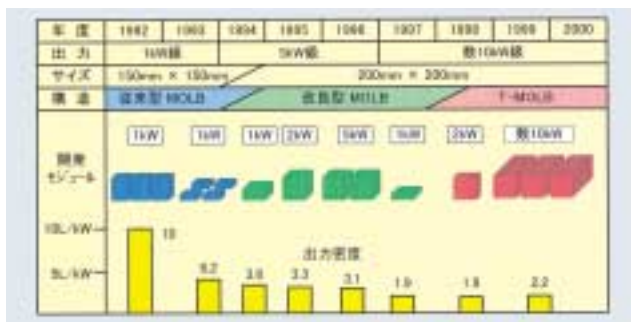 年度 1992 1993 1994 1995 1996 1997 1998 1999 2000
出力 1kW級 5kW級 数10kW級
サイズ 150mm × 150mm 200mm × 200mm
構造 従来型 MOLB 改良型 MOLB T-MOLB
1kW 1kW 1kW 2kW 5kW 1kW 2kW 数10kW
開発
モジュール
10L/kW 10
出力密度
5L/kW 6.2 3.6 3.3 3.1 1.9 1.8 2.2